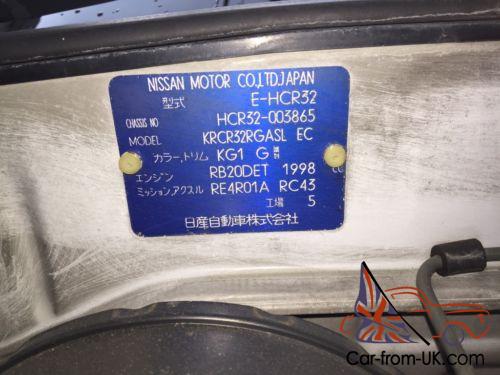 NISSAN MOTOR CO.,LTD.JAPAN
型式 E-HCR32
CHASSIS NO HCR32-003865
MODEL KRCR32RGASL EC
カラー,トリム KG1 G
エンジン RB20DET 1998 CC
ミッション,アクスル RE4R01A RC43
工場 5
日産自動車株式会社
Car-from-UK.com